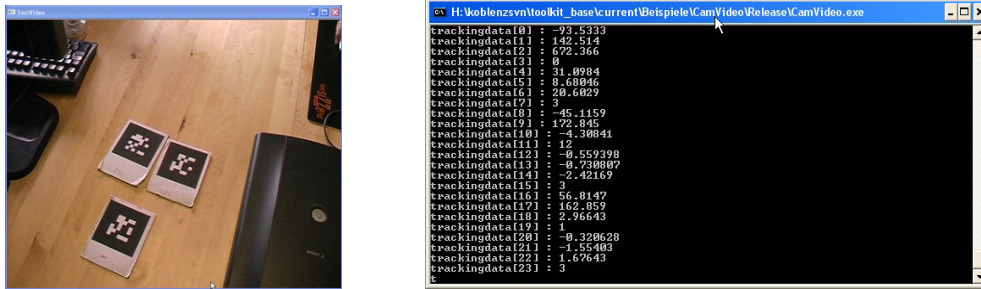 TestVideo
H:\koblenzsvn\toolkit_base\current\Beispiele\CamVideo\Release\CamVideo.exe
trackingdata[0] : -93.5333
trackingdata[1] : 142.514
trackingdata[2] : 672.366
trackingdata[3] : 0
trackingdata[4] : 31.0984
trackingdata[5] : 8.68046
trackingdata[6] : 20.6029
trackingdata[7] : 3
trackingdata[8] : -45.1159
trackingdata[9] : 172.845
trackingdata[10] : -4.30841
trackingdata[11] : 12
trackingdata[12] : -0.559398
trackingdata[13] : -0.730807
trackingdata[14] : -2.42169
trackingdata[15] : 3
trackingdata[16] : 56.8147
trackingdata[17] : 162.859
trackingdata[18] : 2.96643
trackingdata[19] : 1
trackingdata[20] : -0.320628
trackingdata[21] : -1.55403
trackingdata[22] : 1.67643
trackingdata[23] : 3
t